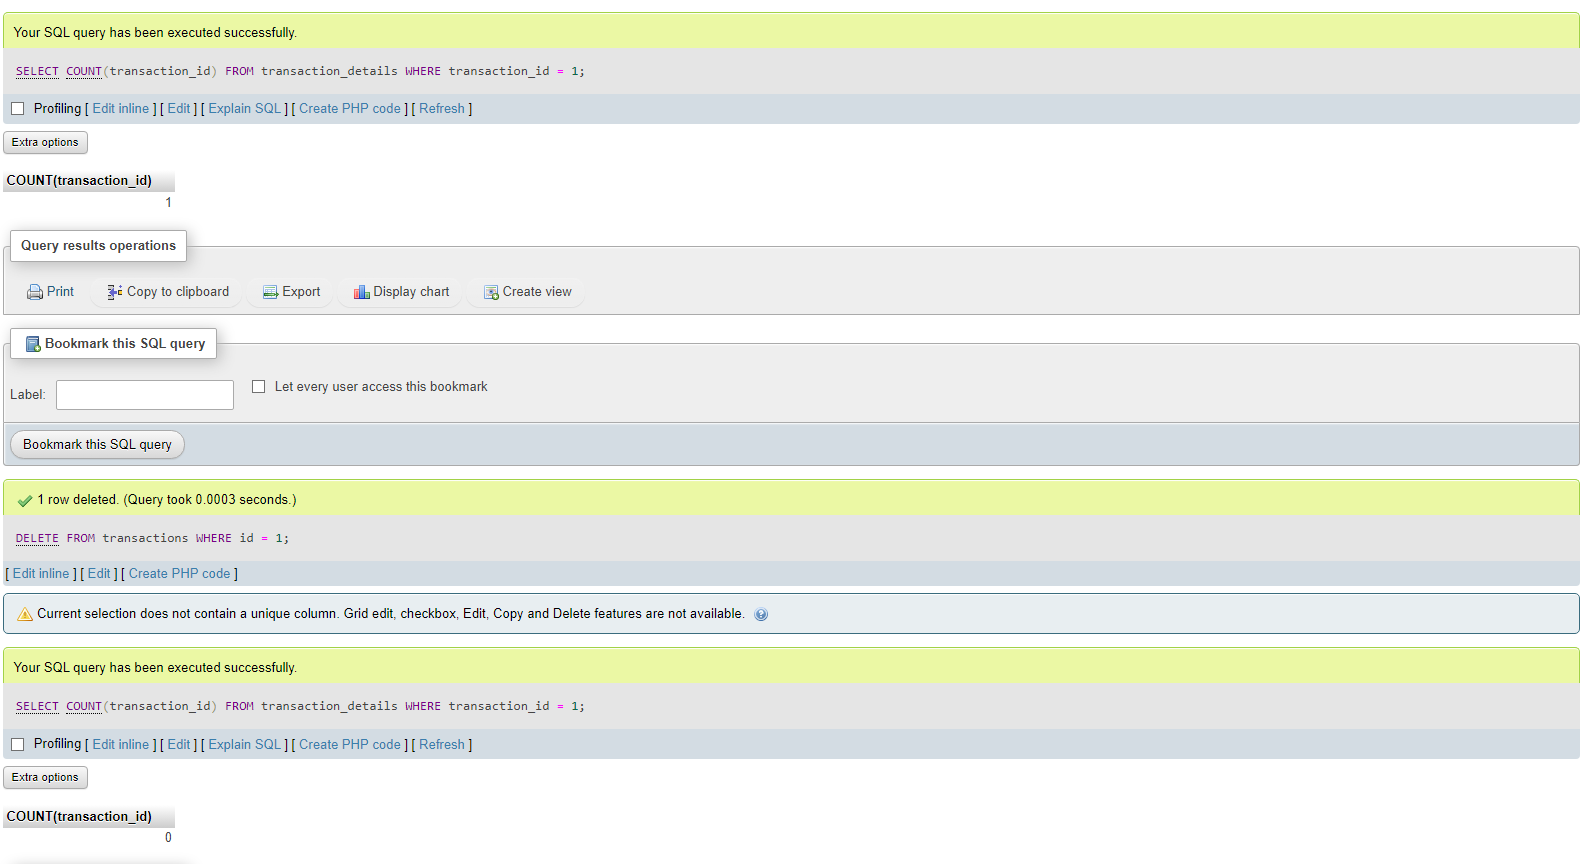 Your SQL query has been executed successfully.
SELECT COUNT(transaction_id) FROM transaction_details WHERE transaction_id = 1;
Profiling [ Edit inline ] [ Edit ] [ Explain SQL ] [ Create PHP code ] [ Refresh ]
Extra options
COUNT(transaction_id)
1
Query results operations
Print Copy to clipboard Export Display chart Create view
Bookmark this SQL query
Label: Let every user access this bookmark
Bookmark this SQL query
1 row deleted. (Query took 0.0003 seconds.)
DELETE FROM transactions WHERE id = 1;
[ Edit inline ] [ Edit ] [ Create PHP code ]
Current selection does not contain a unique column. Grid edit, checkbox, Edit, Copy and Delete features are not available.
Your SQL query has been executed successfully.
SELECT COUNT(transaction_id) FROM transaction_details WHERE transaction_id = 1;
Profiling [ Edit inline ] [ Edit ] [ Explain SQL ] [ Create PHP code ] [ Refresh ]
Extra options
COUNT(transaction_id)
0